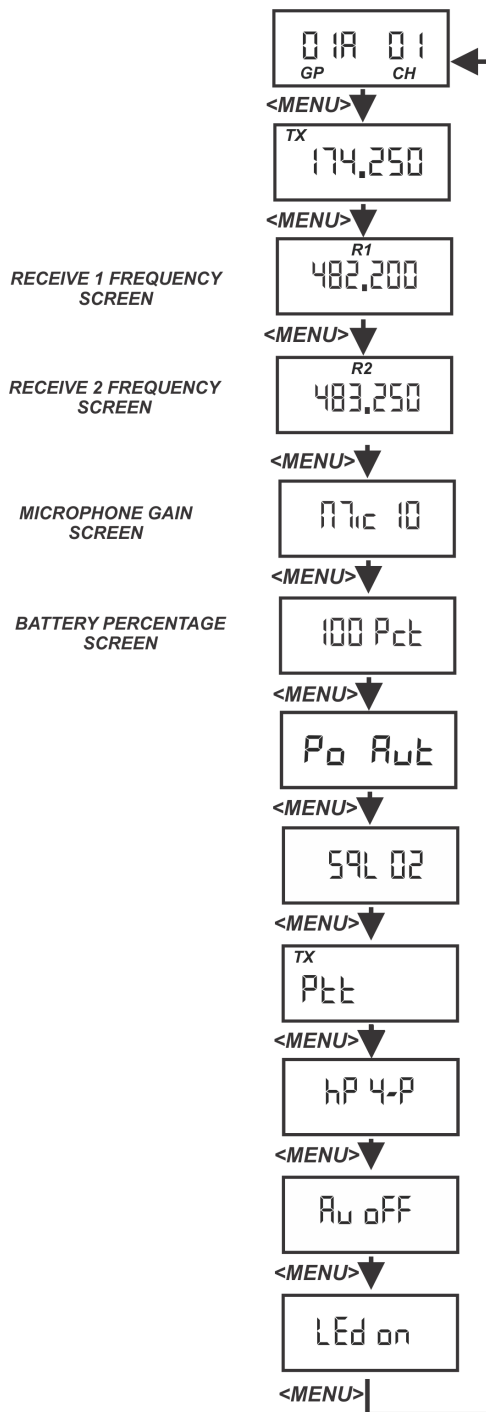 01A 01
GP CH
<MENU>
TX
174.250
<MENU>
RECEIVE 1 FREQUENCY
SCREEN
R1
482.200
<MENU>
RECEIVE 2 FREQUENCY
SCREEN
R2
483.250
<MENU>
MICROPHONE GAIN
SCREEN
Mic 10
<MENU>
BATTERY PERCENTAGE
SCREEN
100 Pct
<MENU>
Po Aut
<MENU>
SQL 02
<MENU>
TX
Ptt
<MENU>
hP 4-P
<MENU>
Au oFF
<MENU>
LEd on
<MENU>